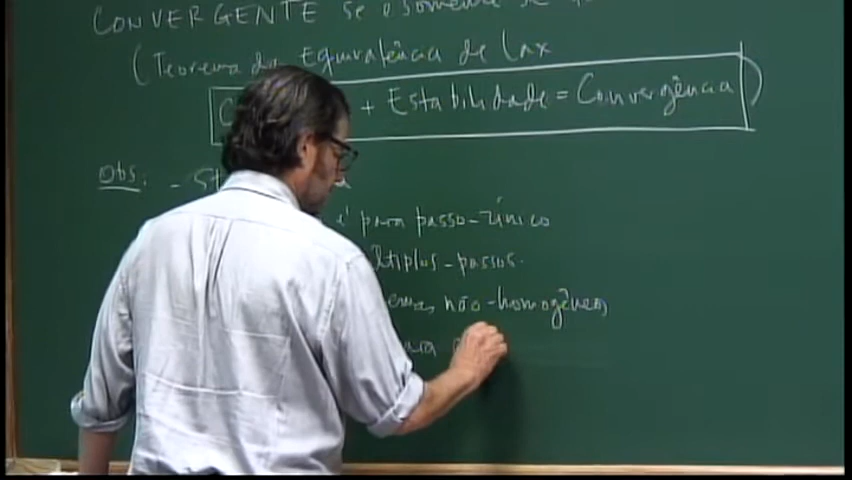 CONVERGENTE se e somente se
(Teorema da Equivalência de Lax
+ Estabilidade = Convergência)
Obs: - St
é para passo-único
ltiplos-passos.
não-homogêneos
para